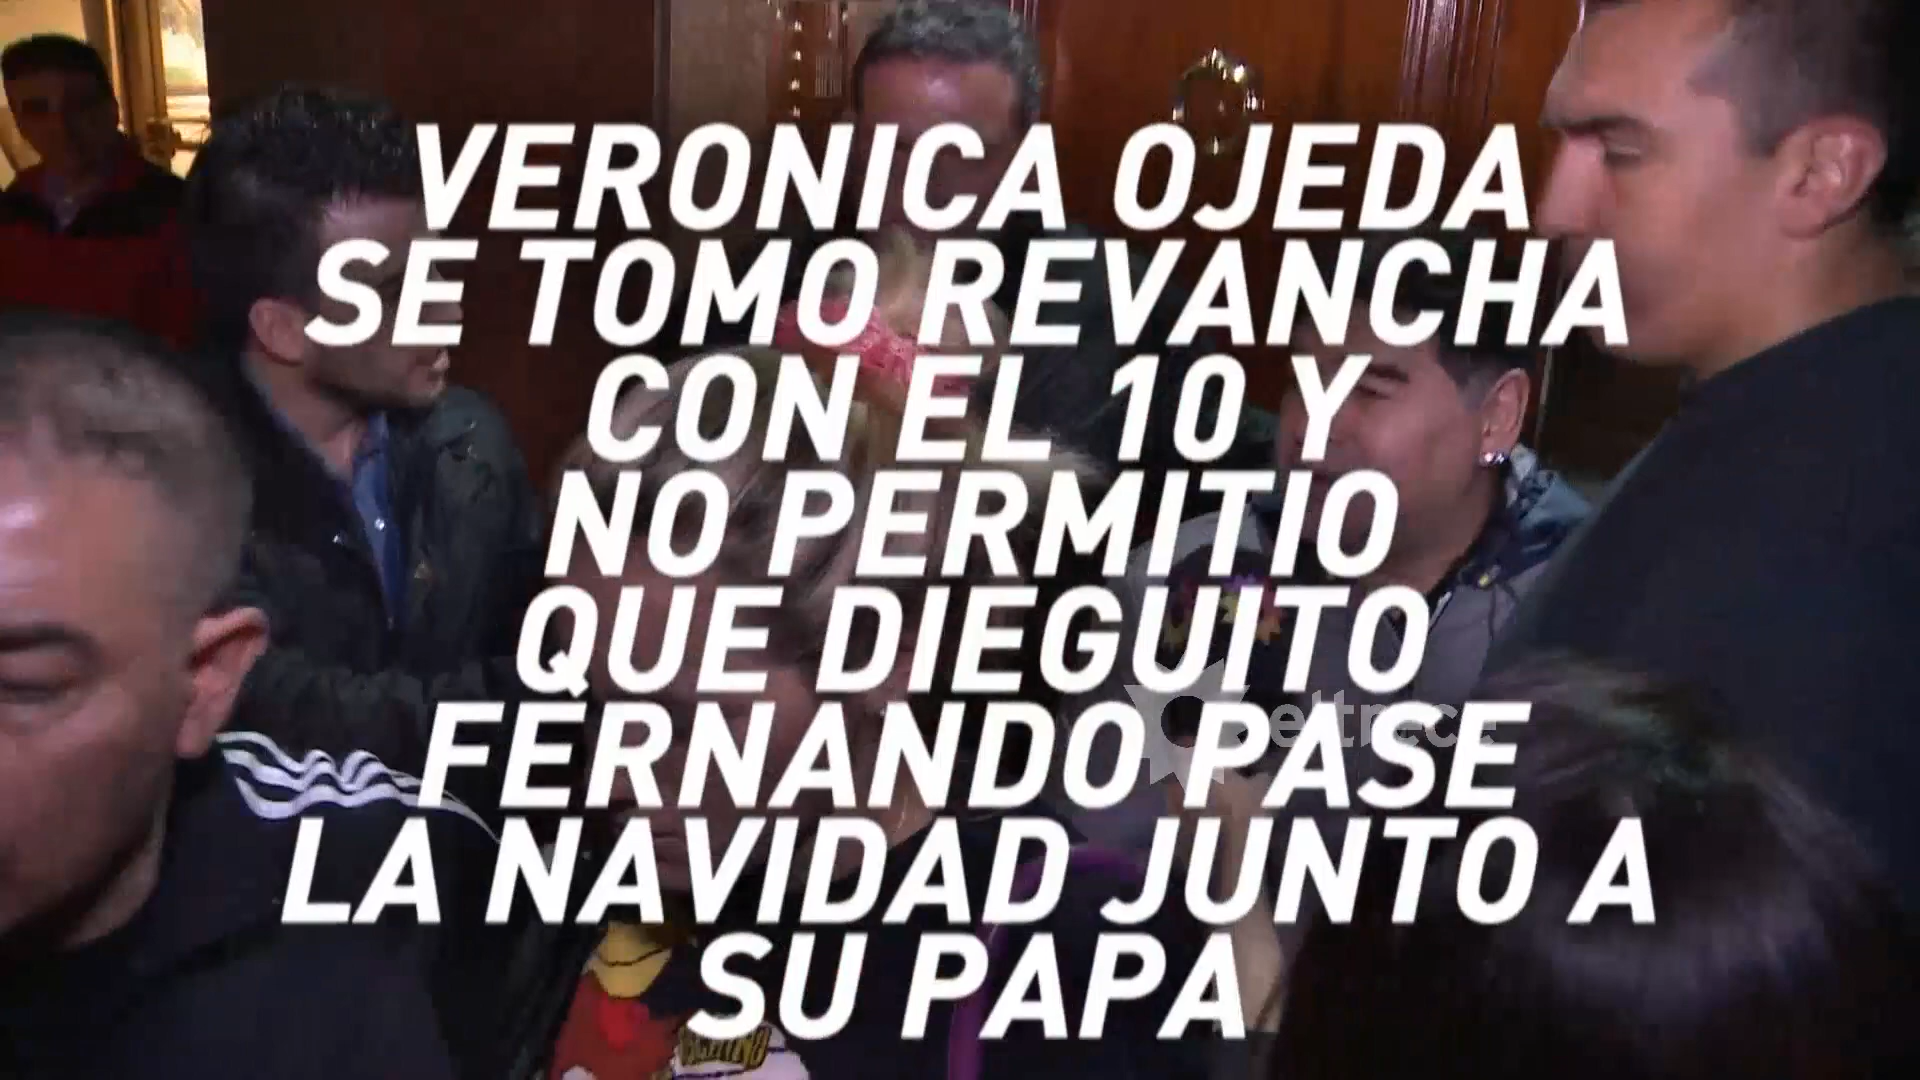 VERONICA OJEDA
SE TOMO REVANCHA
CON EL 10 Y
NO PERMITIO
QUE DIEGUITO
FERNANDO PASE
LA NAVIDAD JUNTO A
SU PAPA
eltrece